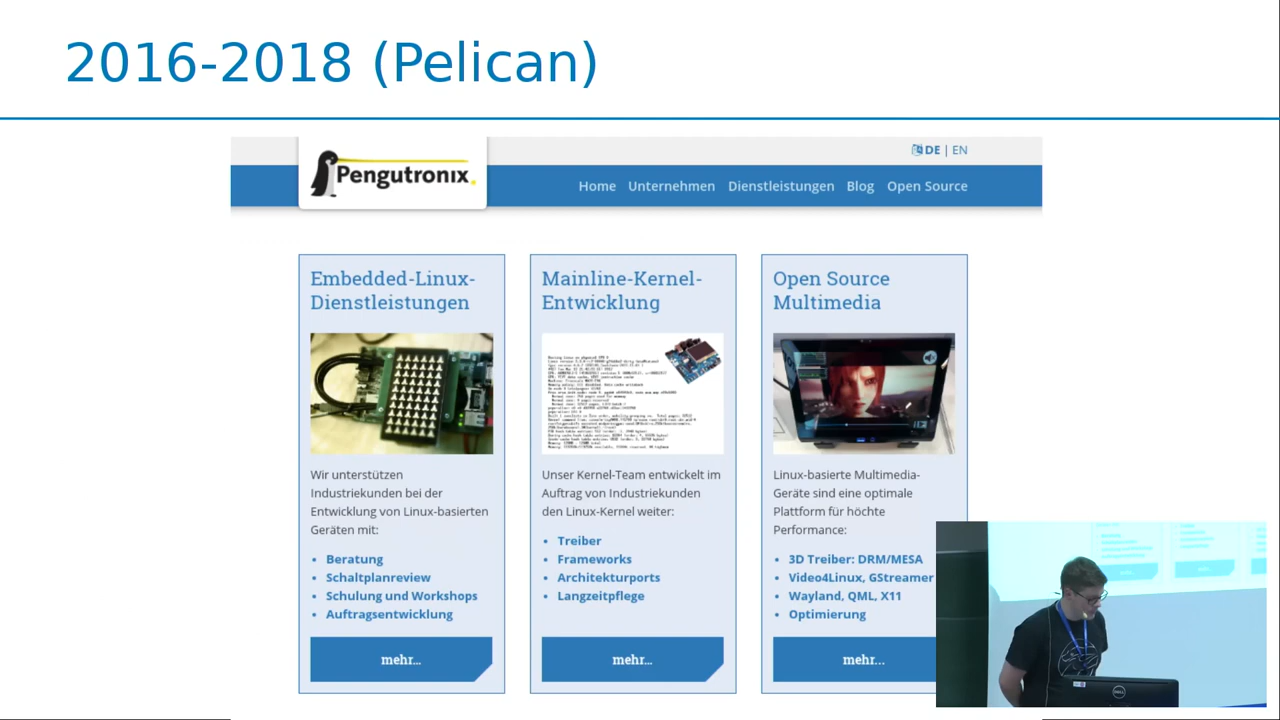 2016-2018 (Pelican)
DE | EN
Pengutronix
Home Unternehmen Dienstleistungen Blog Open Source
Embedded-Linux-
Dienstleistungen
Wir unterstützen
Industriekunden bei der
Entwicklung von Linux-basierten
Geräten mit:
• Beratung
• Schaltplanreview
• Schulung und Workshops
• Auftragsentwicklung
mehr...
Mainline-Kernel-
Entwicklung
Unser Kernel-Team entwickelt im
Auftrag von Industriekunden
den Linux-Kernel weiter:
• Treiber
• Frameworks
• Architekturports
• Langzeitpflege
mehr...
Open Source
Multimedia
Linux-basierte Multimedia-
Geräte sind eine optimale
Plattform für höchte
Performance:
• 3D Treiber: DRM/MESA
• Video4Linux, GStreamer
• Wayland, QML, X11
• Optimierung
mehr...
DELL